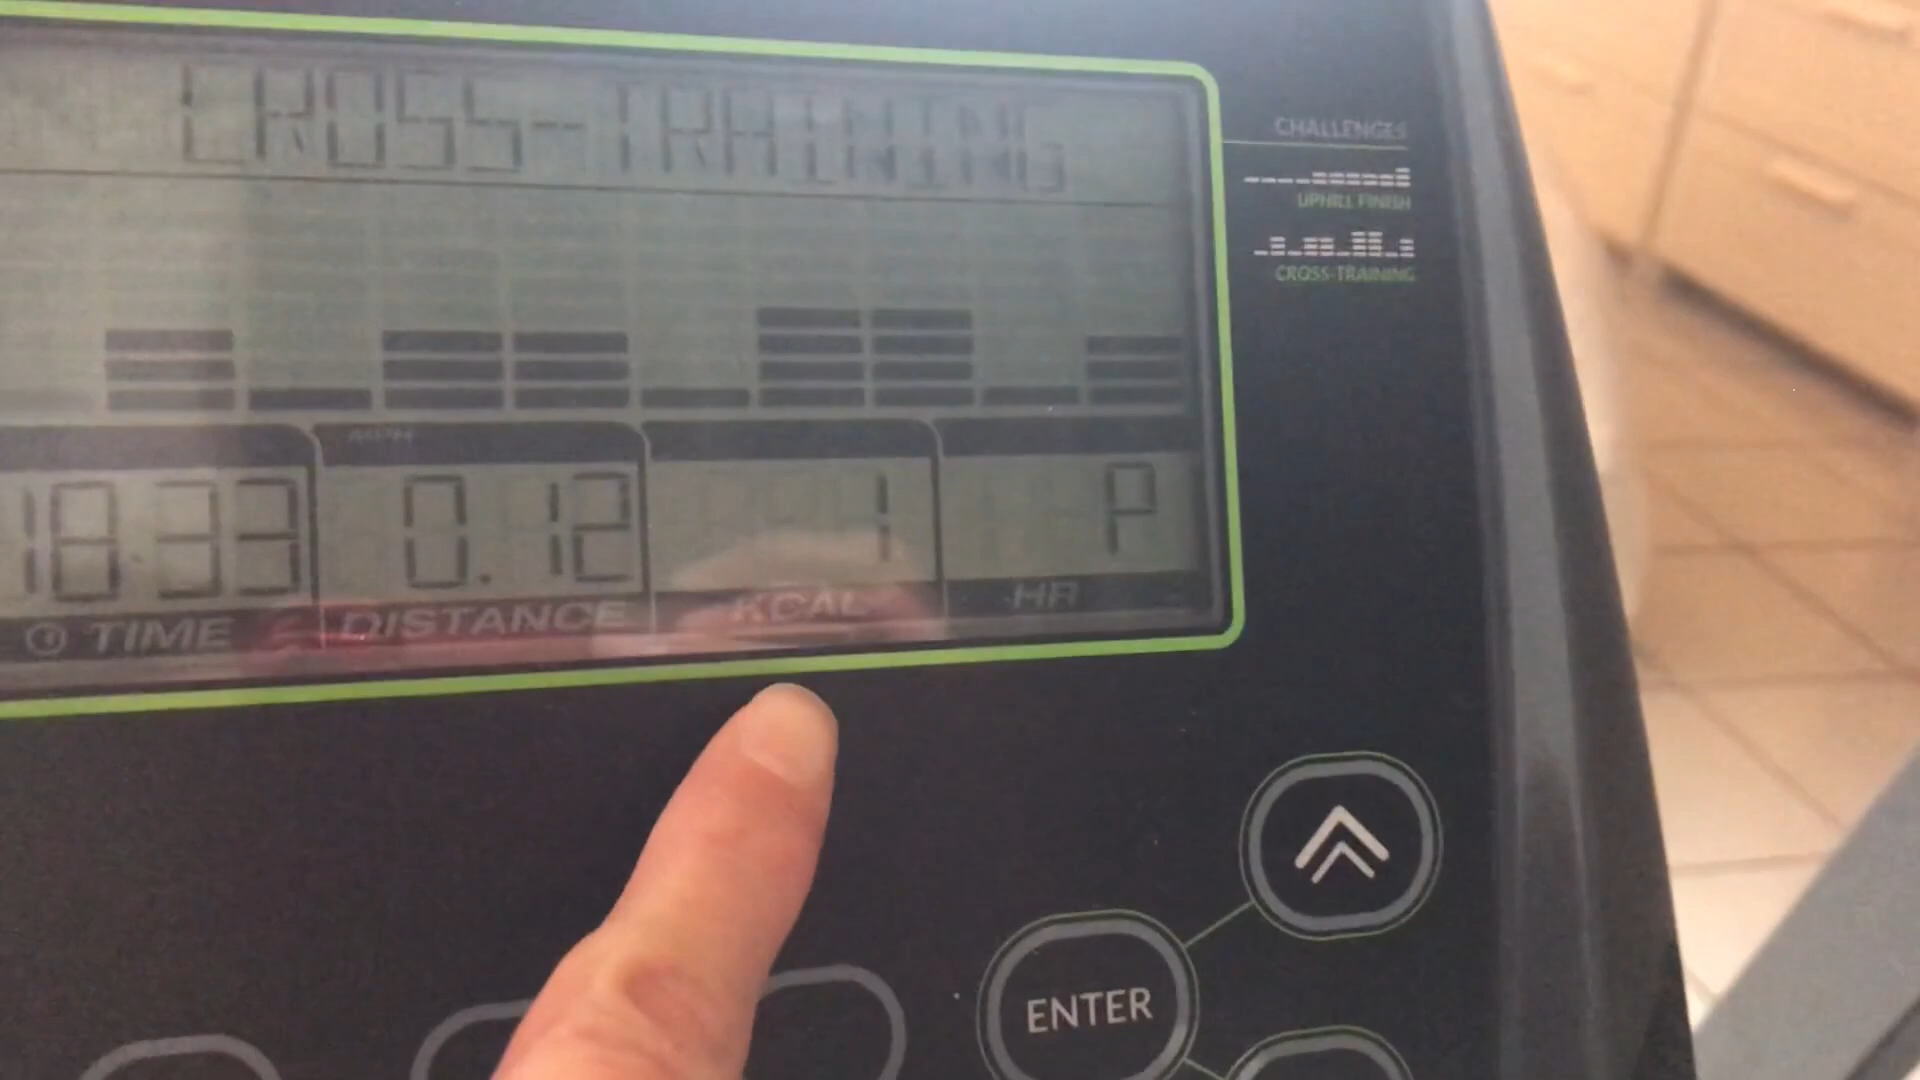 CROSS-TRAINING
CHALLENGES
UPHILL FINISH
CROSS-TRAINING
18:33
0.12
1
P
TIME
DISTANCE
KCAL
HR
ENTER